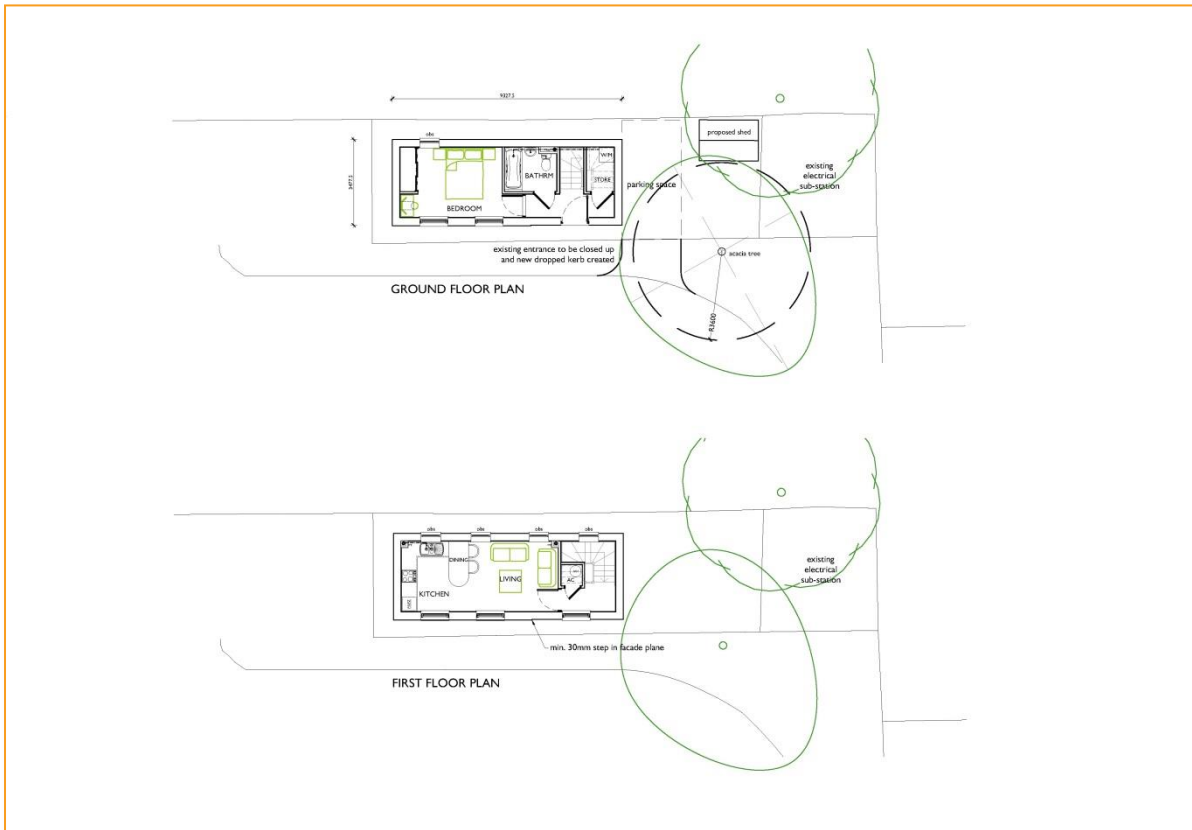 9327.5
3477.5
obs
proposed shed
W/M
BATHRM
STORE
BEDROOM
parking space
existing
electrical
sub-station
existing entrance to be closed up
and new dropped kerb created
acacia tree
R3600
GROUND FLOOR PLAN
obs
obs
obs
obs
DINING
LIVING
AC
KITCHEN
existing
electrical
sub-station
min. 30mm step in facade plane
FIRST FLOOR PLAN